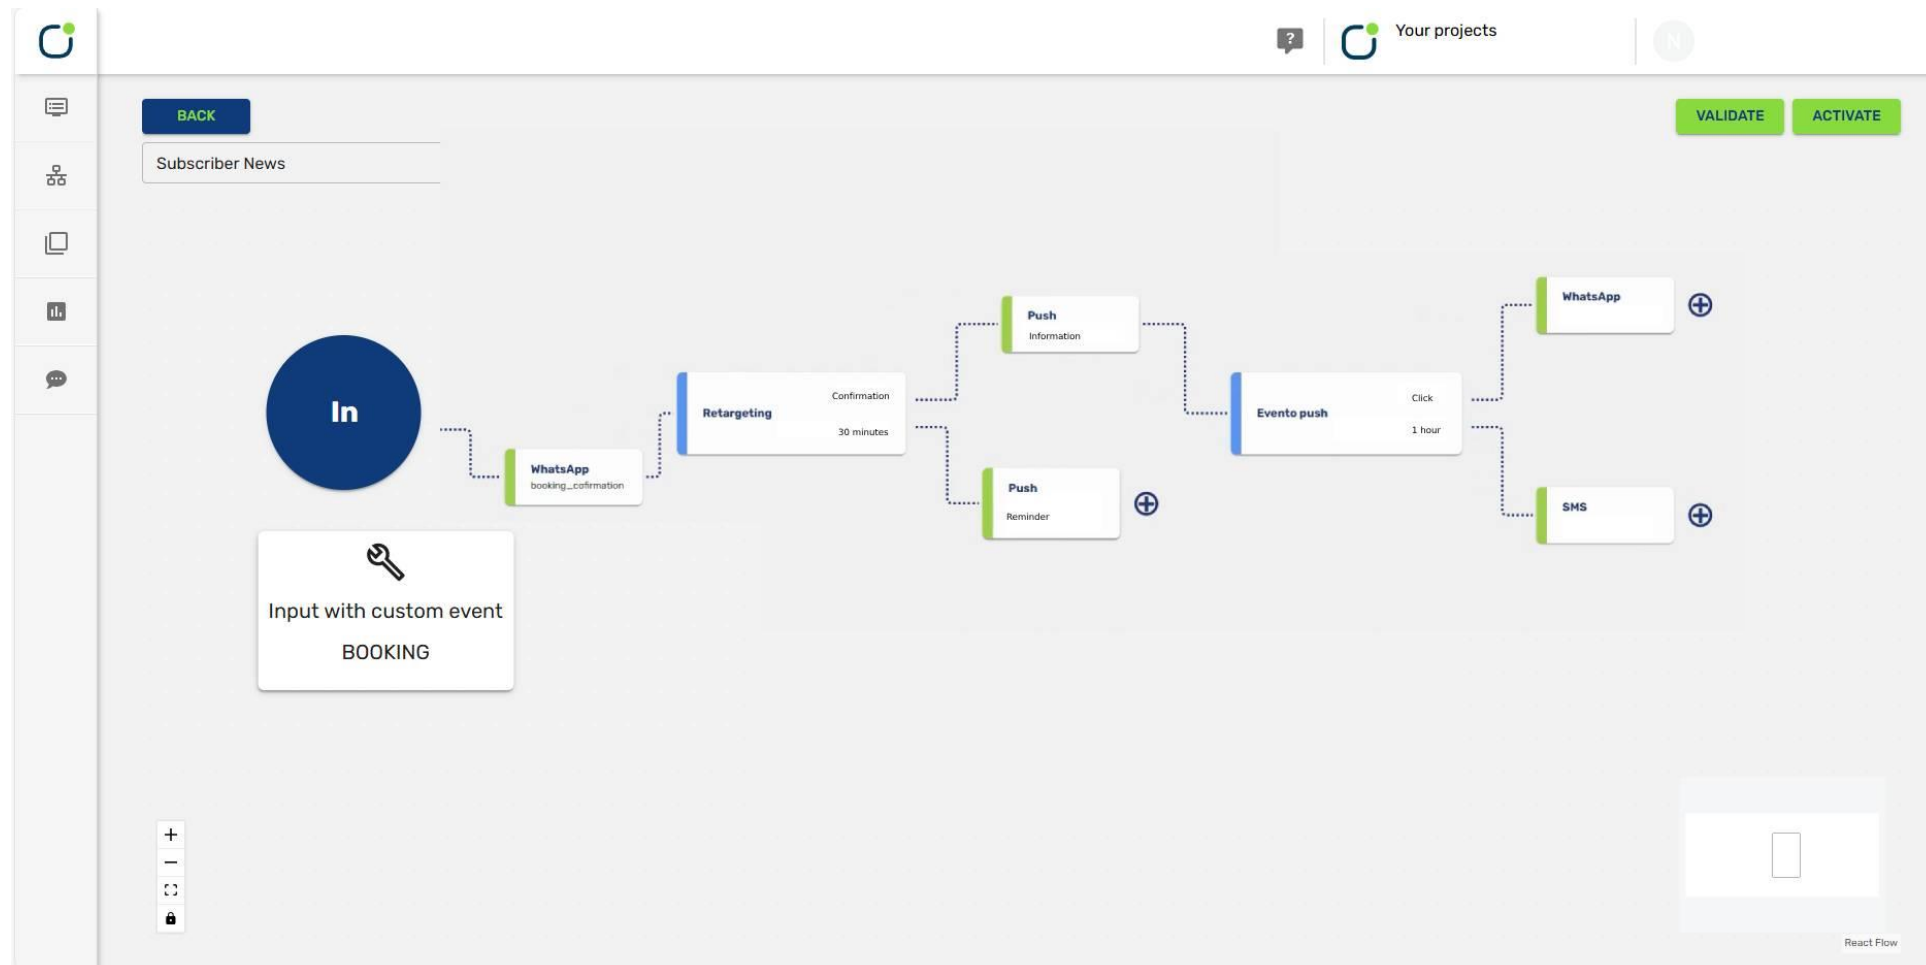 ?
Your projects
N
BACK
VALIDATE
ACTIVATE
Subscriber News
In
WhatsApp
booking_cofirmation
Retargeting
Confirmation
30 minutes
Push
Information
Push
Reminder
Evento push
Click
1 hour
WhatsApp
SMS
Input with custom event
BOOKING
React Flow